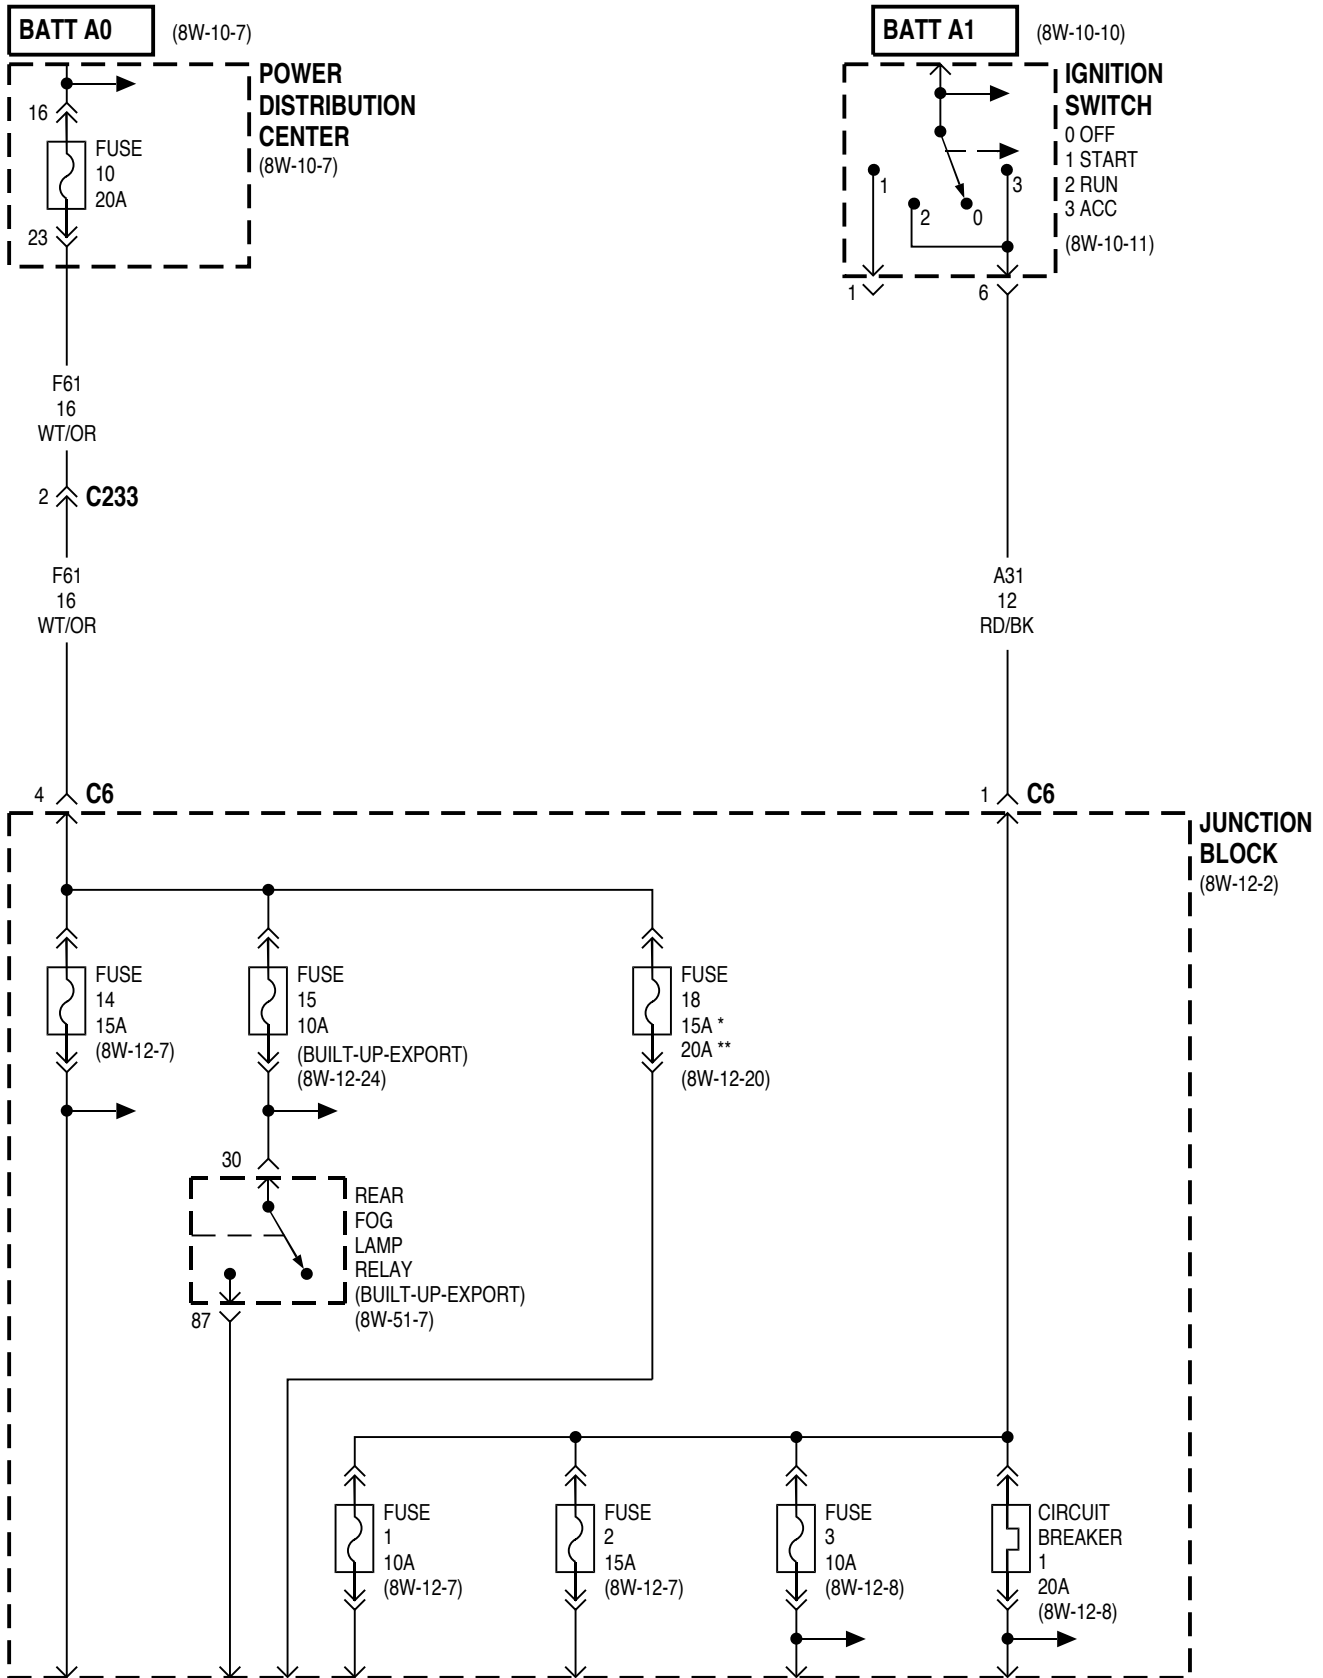 BATT A0
(8W-10-7)
BATT A1
(8W-10-10)
POWER
DISTRIBUTION
CENTER
(8W-10-7)
16
FUSE
10
20A
23
IGNITION
SWITCH
0 OFF
1 START
2 RUN
3 ACC
(8W-10-11)
1
2
0
3
1
6
F61
16
WT/OR
2
C233
F61
16
WT/OR
A31
12
RD/BK
4
C6
1
C6
JUNCTION
BLOCK
(8W-12-2)
FUSE
14
15A
(8W-12-7)
FUSE
15
10A
(BUILT-UP-EXPORT)
(8W-12-24)
FUSE
18
15A *
20A **
(8W-12-20)
30
REAR
FOG
LAMP
RELAY
(BUILT-UP-EXPORT)
(8W-51-7)
87
FUSE
1
10A
(8W-12-7)
FUSE
2
15A
(8W-12-7)
FUSE
3
10A
(8W-12-8)
CIRCUIT
BREAKER
1
20A
(8W-12-8)